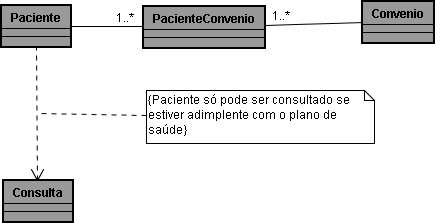 Paciente
1..*
PacienteConvenio
1..*
Convenio
{Paciente só pode ser consultado se
estiver adimplente com o plano de
saúde}
Consulta